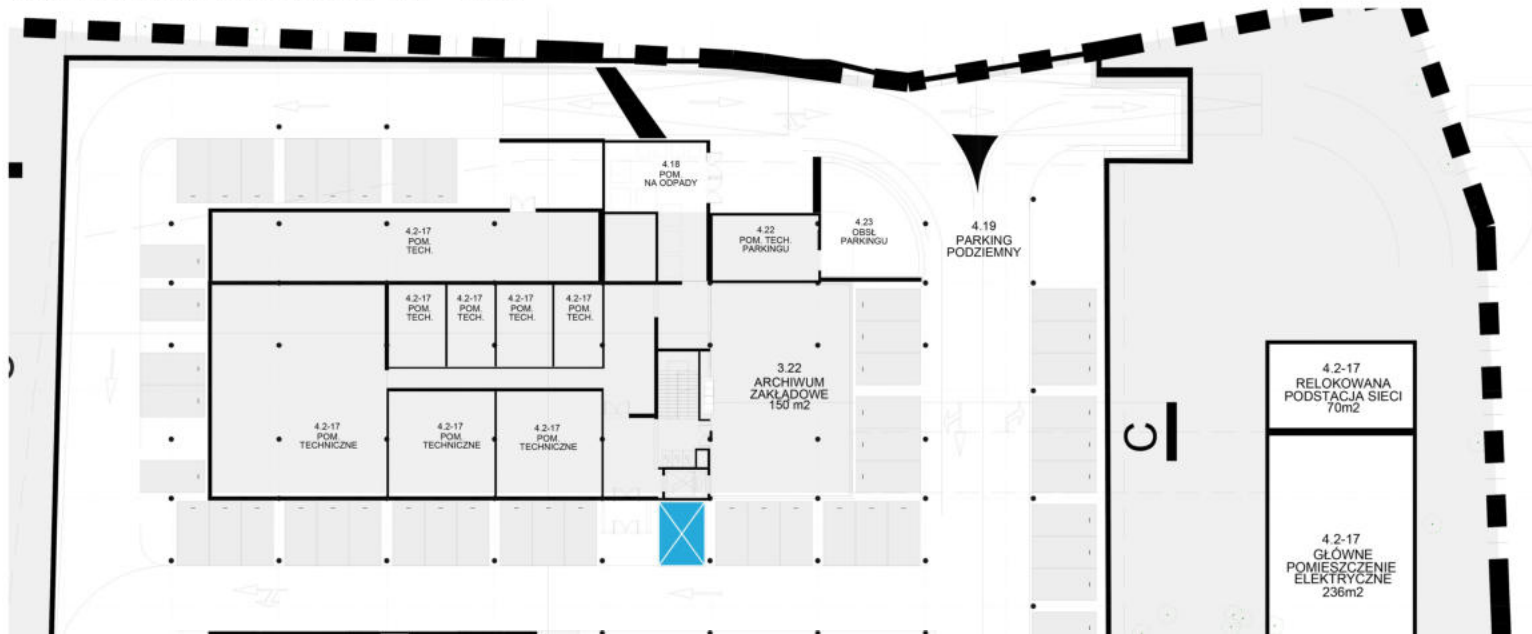 4.18
POM.
NA ODPADY
4.2-17
POM.
TECH.
4.22
POM. TECH.
PARKINGU
4.23
OBSŁ.
PARKINGU
4.19
PARKING
PODZIEMNY
4.2-17
POM.
TECH.
4.2-17
POM.
TECH.
4.2-17
POM.
TECH.
4.2-17
POM.
TECH.
3.22
ARCHIWUM
ZAKŁADOWE
150 m2
4.2-17
RELOKOWANA
PODSTACJA SIECI
70m2
4.2-17
POM.
TECHNICZNE
4.2-17
POM.
TECHNICZNE
4.2-17
POM.
TECHNICZNE
C
4.2-17
GŁÓWNE
POMIESZCZENIE
ELEKTRYCZNE
236m2